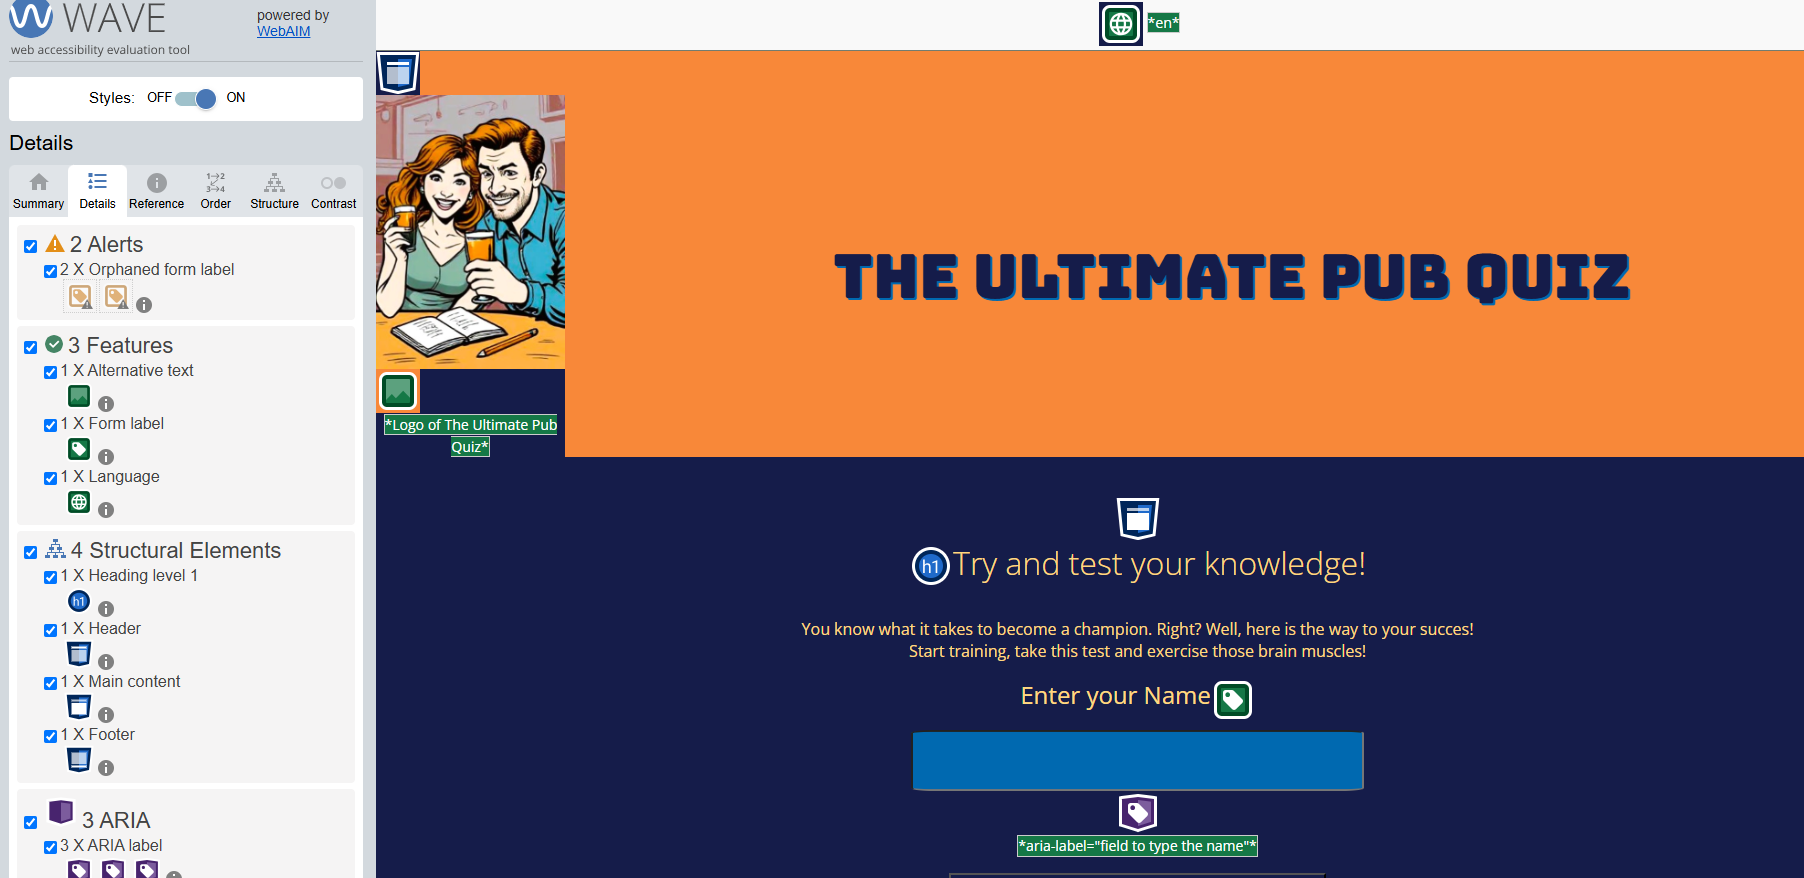 WAVE
powered by
WebAIM
web accessibility evaluation tool
Styles: OFF ON
Details
Summary Details Reference Order Structure Contrast
2 Alerts
2 X Orphaned form label
3 Features
1 X Alternative text
1 X Form label
1 X Language
4 Structural Elements
1 X Heading level 1
h1
1 X Header
1 X Main content
1 X Footer
3 ARIA
3 X ARIA label
*en*
THE ULTIMATE PUB QUIZ
*Logo of The Ultimate Pub
Quiz*
h1 Try and test your knowledge!
You know what it takes to become a champion. Right? Well, here is the way to your succes!
Start training, take this test and exercise those brain muscles!
Enter your Name
*aria-label="field to type the name"*